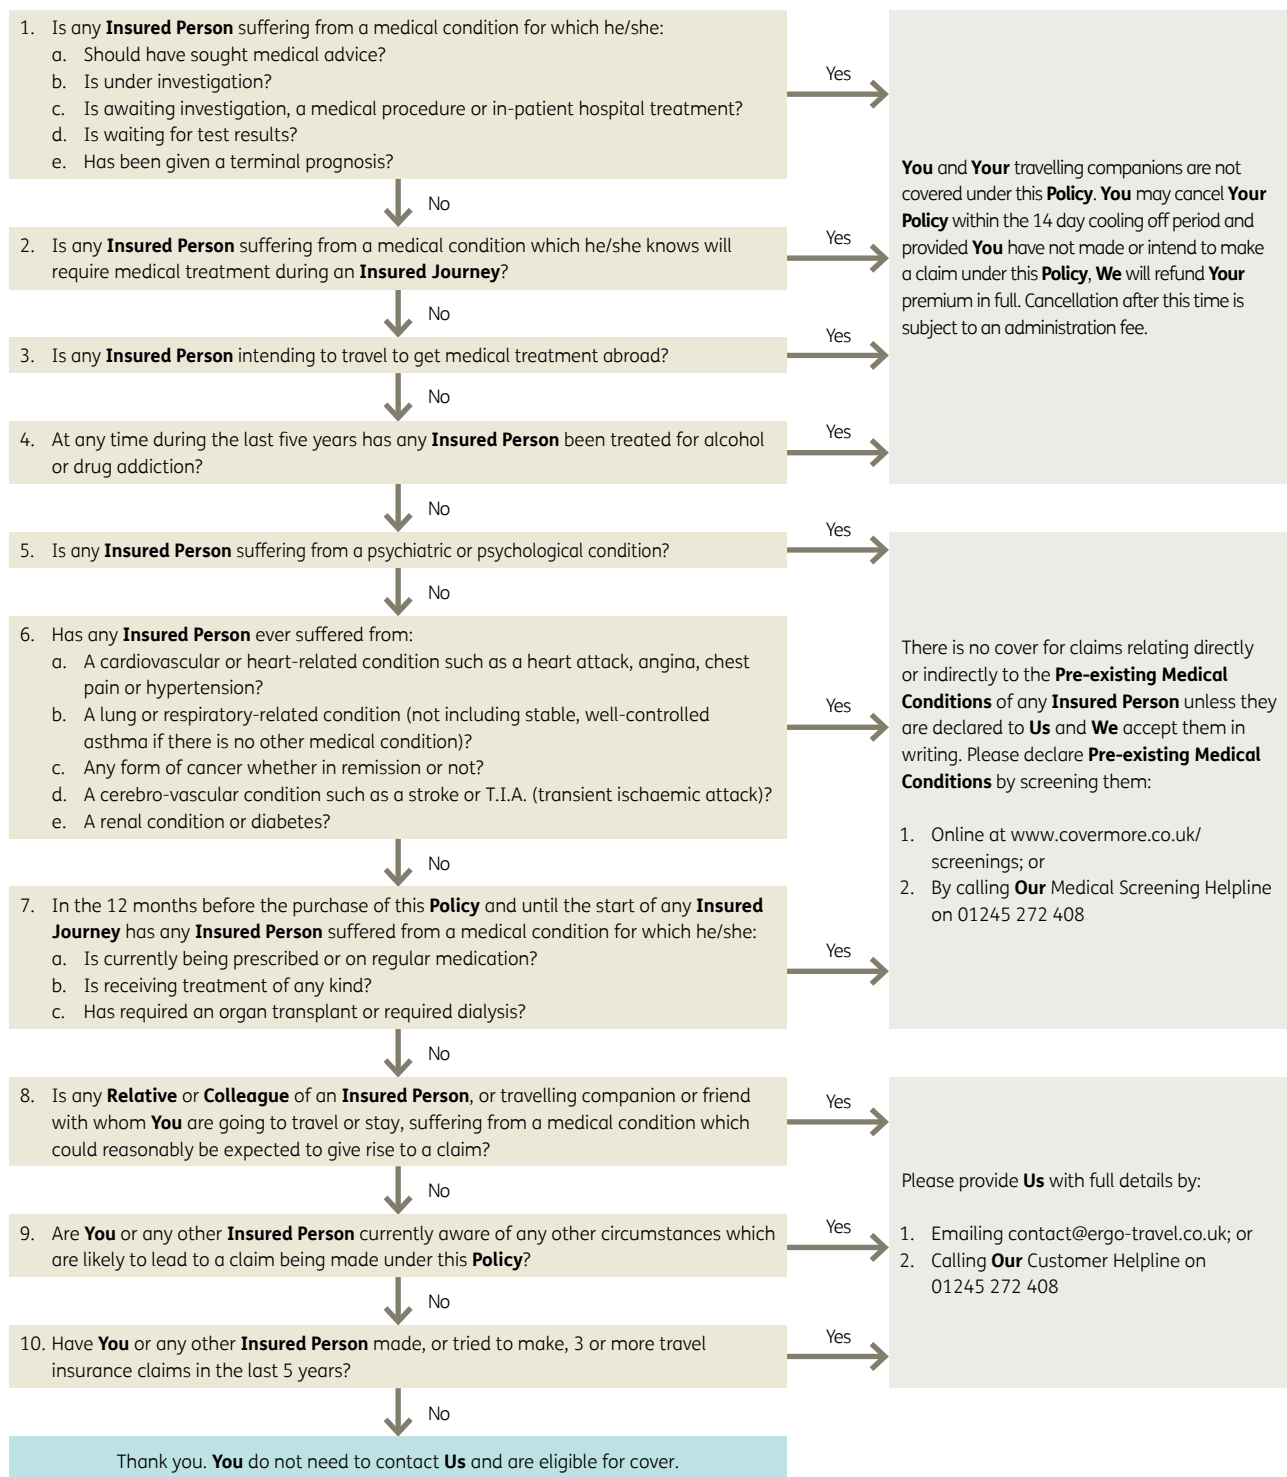 1. Is any Insured Person suffering from a medical condition for which he/she:
a. Should have sought medical advice?
b. Is under investigation?
c. Is awaiting investigation, a medical procedure or in-patient hospital treatment?
d. Is waiting for test results?
e. Has been given a terminal prognosis?
Yes
No
2. Is any Insured Person suffering from a medical condition which he/she knows will
require medical treatment during an Insured Journey?
Yes
No
3. Is any Insured Person intending to travel to get medical treatment abroad?
Yes
No
4. At any time during the last five years has any Insured Person been treated for alcohol
or drug addiction?
Yes
You and Your travelling companions are not
covered under this Policy. You may cancel Your
Policy within the 14 day cooling off period and
provided You have not made or intend to make
a claim under this Policy, We will refund Your
premium in full. Cancellation after this time is
subject to an administration fee.
No
5. Is any Insured Person suffering from a psychiatric or psychological condition?
Yes
No
6. Has any Insured Person ever suffered from:
a. A cardiovascular or heart-related condition such as a heart attack, angina, chest
pain or hypertension?
b. A lung or respiratory-related condition (not including stable, well-controlled
asthma if there is no other medical condition)?
c. Any form of cancer whether in remission or not?
d. A cerebro-vascular condition such as a stroke or T.I.A. (transient ischaemic attack)?
e. A renal condition or diabetes?
Yes
No
7. In the 12 months before the purchase of this Policy and until the start of any Insured
Journey has any Insured Person suffered from a medical condition for which he/she:
a. Is currently being prescribed or on regular medication?
b. Is receiving treatment of any kind?
c. Has required an organ transplant or required dialysis?
Yes
There is no cover for claims relating directly
or indirectly to the Pre-existing Medical
Conditions of any Insured Person unless they
are declared to Us and We accept them in
writing. Please declare Pre-existing Medical
Conditions by screening them:
1. Online at www.covermore.co.uk/
screenings; or
2. By calling Our Medical Screening Helpline
on 01245 272 408
No
8. Is any Relative or Colleague of an Insured Person, or travelling companion or friend
with whom You are going to travel or stay, suffering from a medical condition which
could reasonably be expected to give rise to a claim?
Yes
No
9. Are You or any other Insured Person currently aware of any other circumstances which
are likely to lead to a claim being made under this Policy?
Yes
No
10. Have You or any other Insured Person made, or tried to make, 3 or more travel
insurance claims in the last 5 years?
Yes
Please provide Us with full details by:
1. Emailing contact@ergo-travel.co.uk; or
2. Calling Our Customer Helpline on
01245 272 408
No
Thank you. You do not need to contact Us and are eligible for cover.